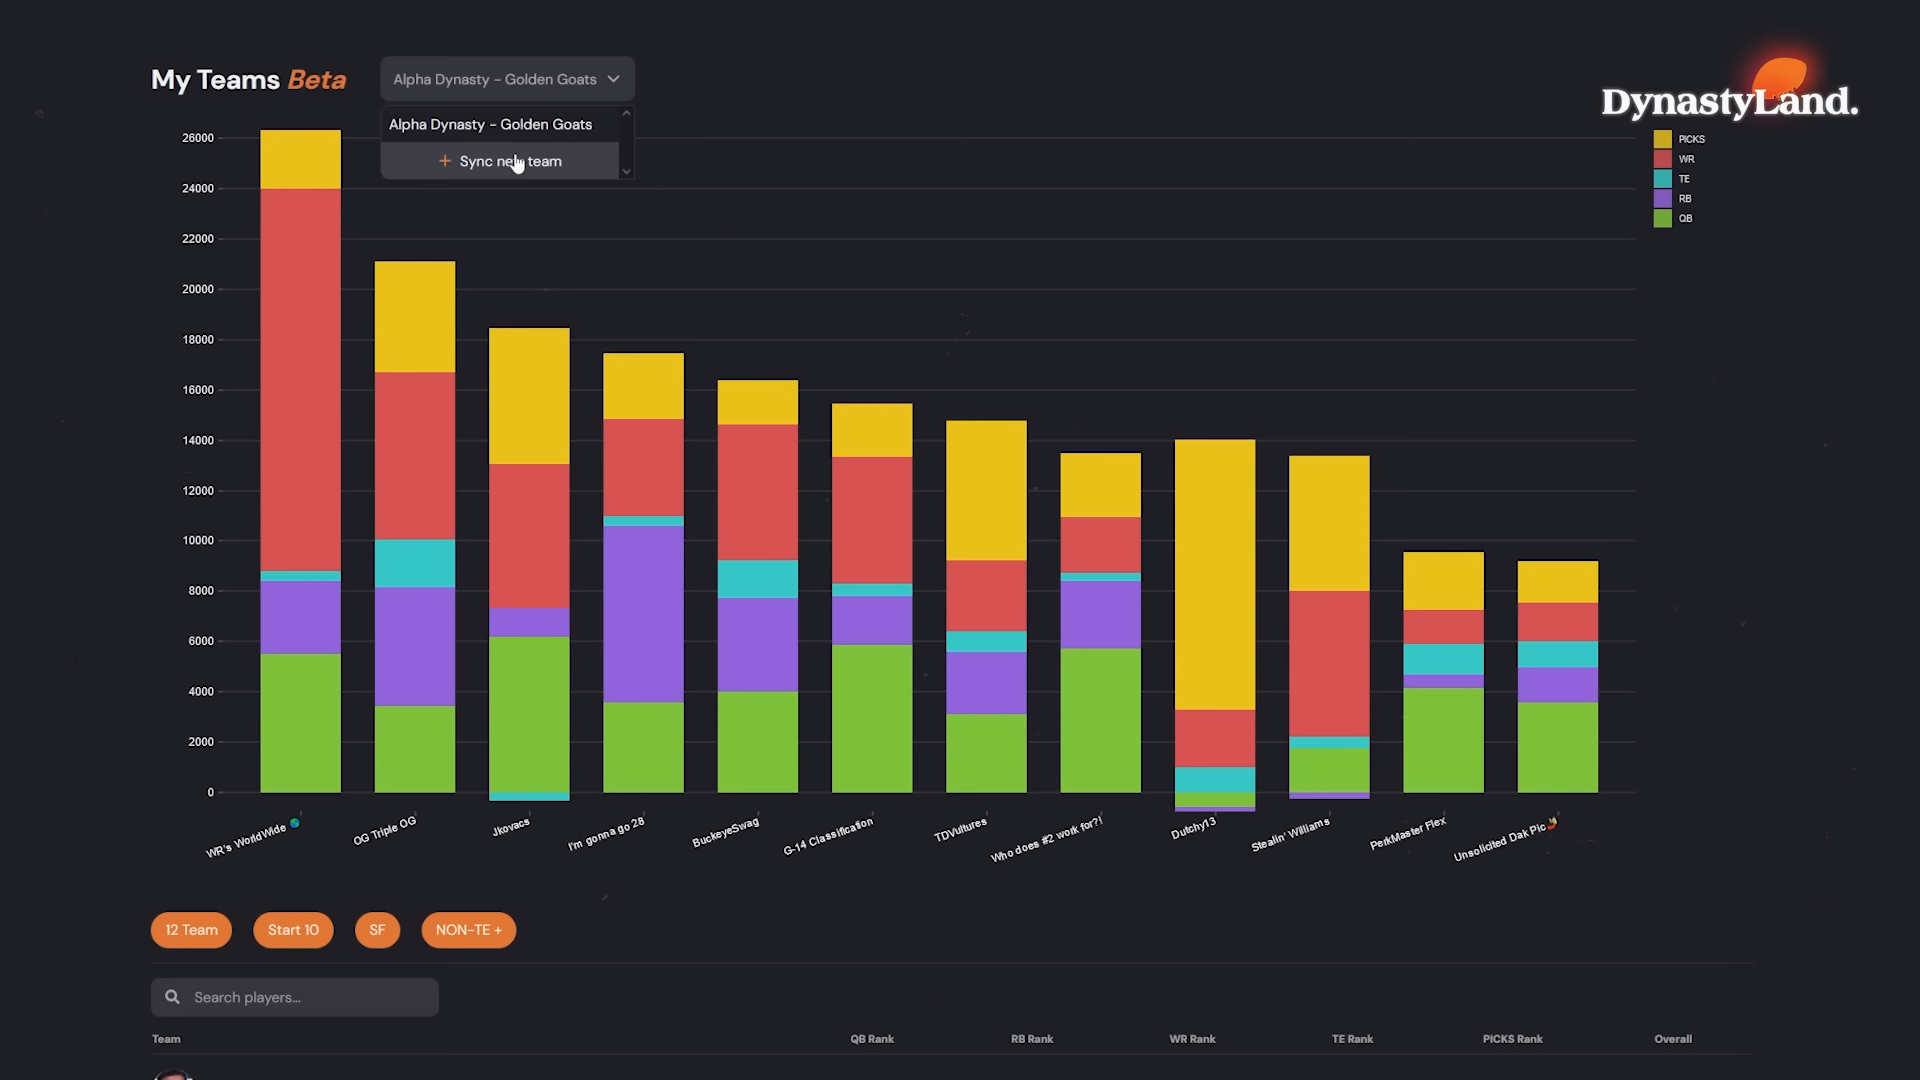 My Teams Beta
Alpha Dynasty - Golden Goats
DynastyLand.
Alpha Dynasty - Golden Goats
+ Sync new team
26000
24000
22000
20000
18000
16000
14000
12000
10000
8000
6000
4000
2000
0
PICKS
WR
TE
RB
QB
WR's WorldWide 🌎
OG Triple OG
Jkovacs
I'm gonna go 28
BuckeyeSwag
G-14 Classification
TDVultures
Who does #2 work for?!
Dutchy13
Stealin' Williams
PerkMaster Flex
Unsolicited Dak Pic
12 Team
Start 10
SF
NON-TE +
Search players...
Team QB Rank RB Rank WR Rank TE Rank PICKS Rank Overall